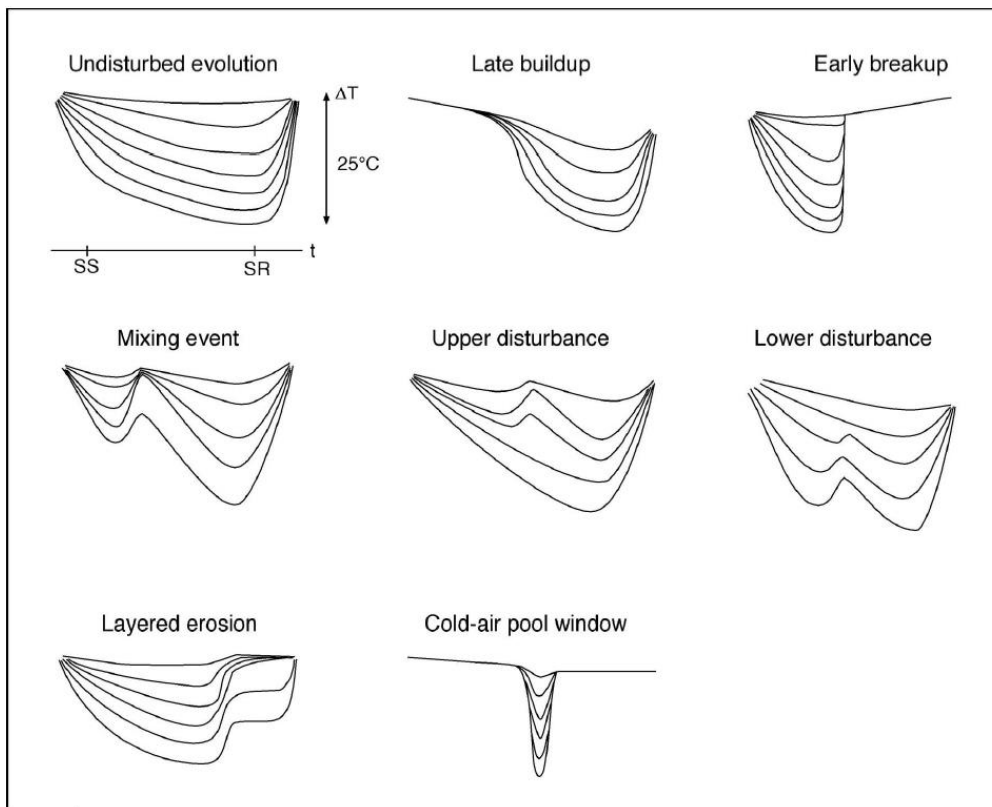 Undisturbed evolution
Late buildup
Early breakup
ΔT
25°C
t
SS
SR
Mixing event
Upper disturbance
Lower disturbance
Layered erosion
Cold-air pool window